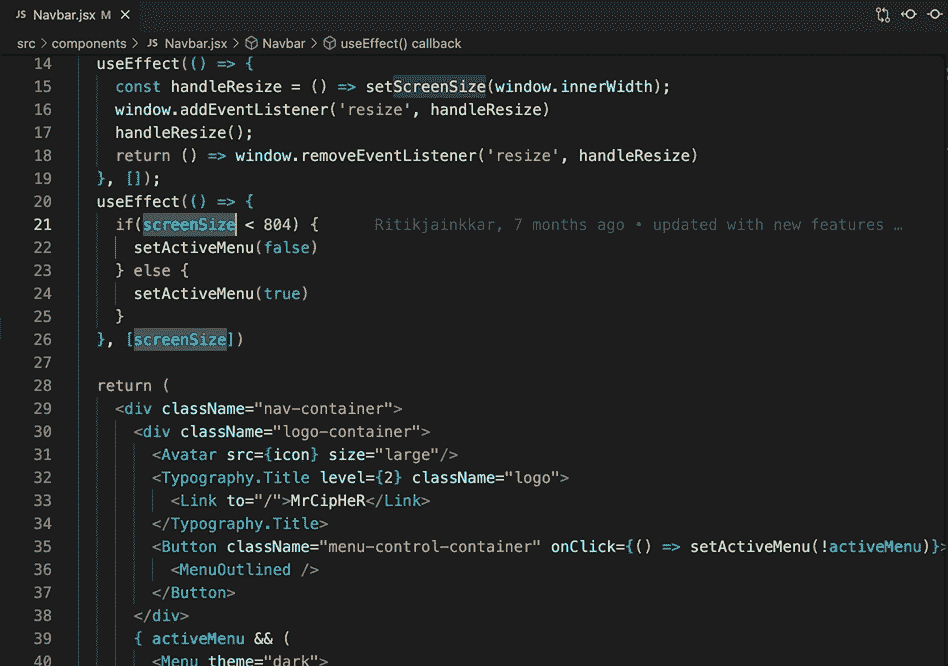 JS Navbar.jsx M ×
src > components > JS Navbar.jsx > Navbar > useEffect() callback
14 useEffect(() => {
15 const handleResize = () => setScreenSize(window.innerWidth);
16 window.addEventListener('resize', handleResize)
17 handleResize();
18 return () => window.removeEventListener('resize', handleResize)
19 }, []);
20 useEffect(() => {
21 if(screenSize < 804) { Ritikjainkkar, 7 months ago • updated with new features …
22 setActiveMenu(false)
23 } else {
24 setActiveMenu(true)
25 }
26 }, [screenSize])
27
28 return (
29 <div className="nav-container">
30 <div className="logo-container">
31 <Avatar src={icon} size="large"/>
32 <Typography.Title level={2} className="logo">
33 <Link to="/">MrCipHeR</Link>
34 </Typography.Title>
35 <Button className="menu-control-container" onClick={() => setActiveMenu(!activeMenu)}>
36 <MenuOutlined />
37 </Button>
38 </div>
39 { activeMenu && (
40 <Menu theme="dark">